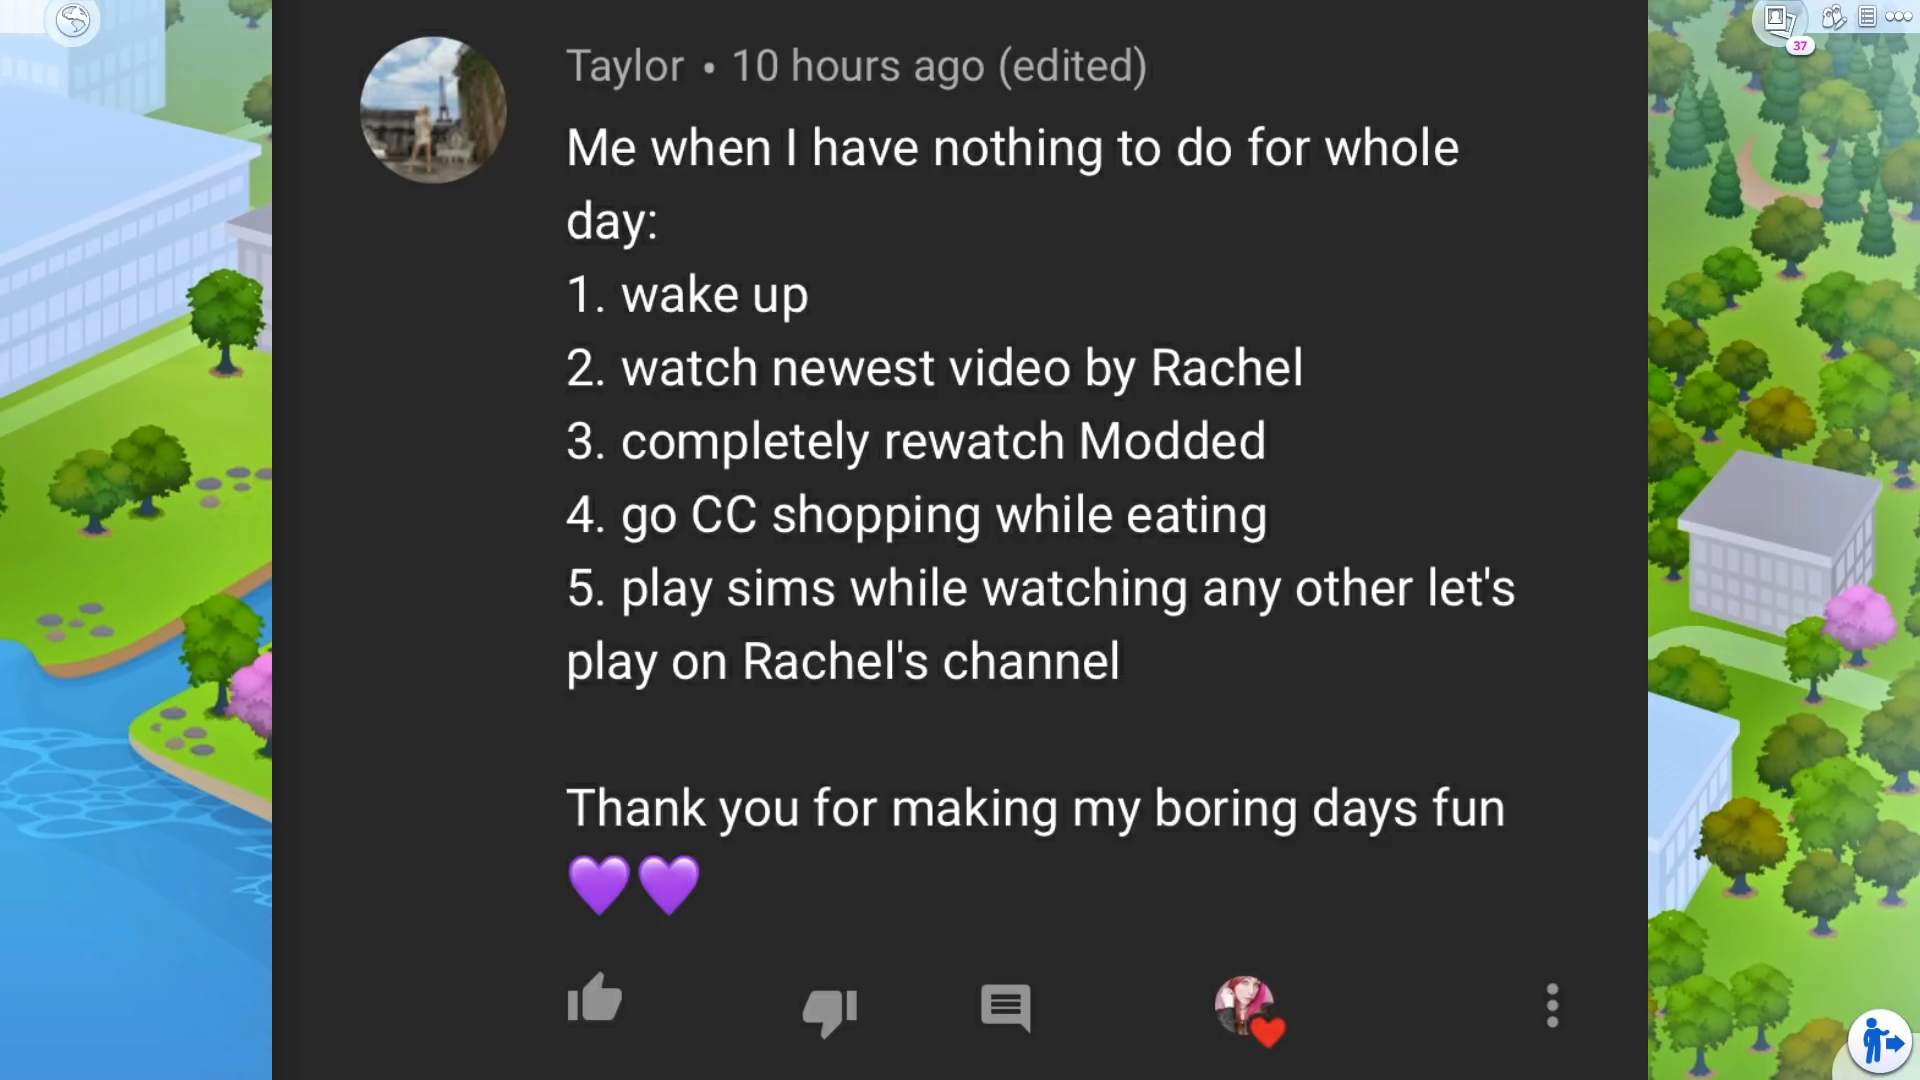 37
Taylor • 10 hours ago (edited)
Me when I have nothing to do for whole
day:
1. wake up
2. watch newest video by Rachel
3. completely rewatch Modded
4. go CC shopping while eating
5. play sims while watching any other let's
play on Rachel's channel
Thank you for making my boring days fun
💜💜